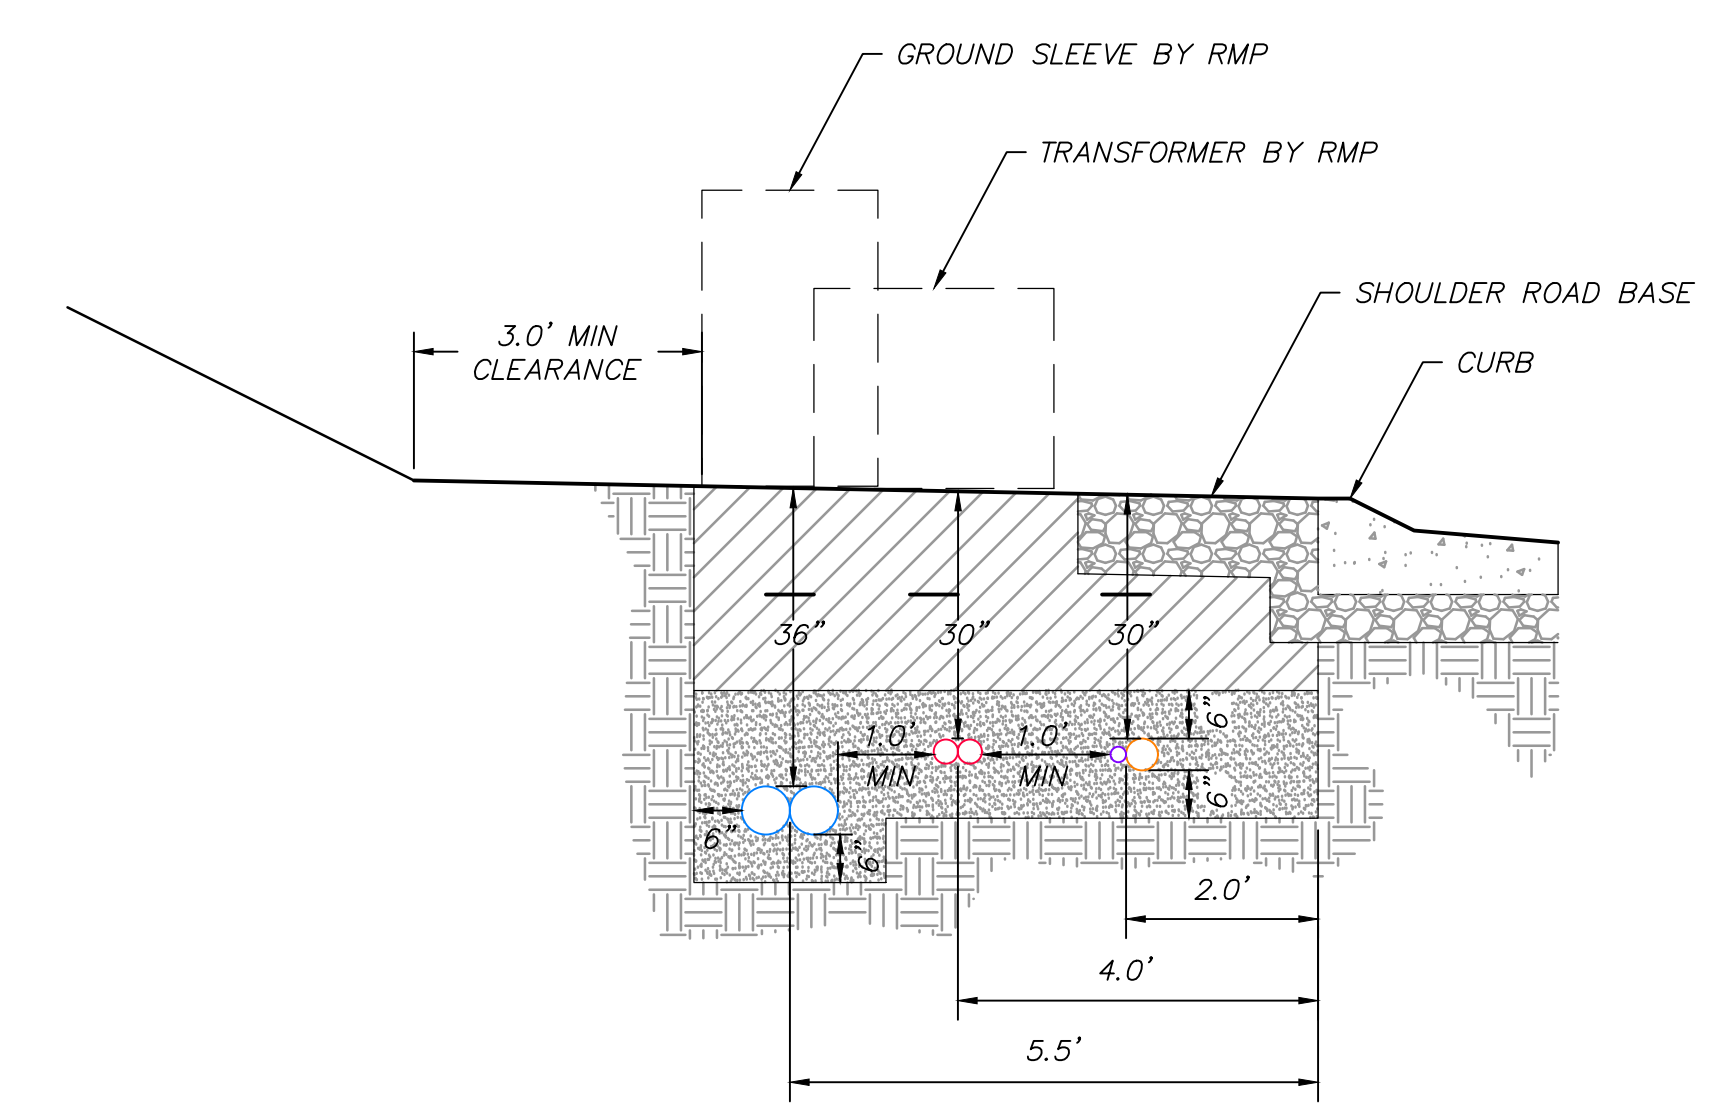 GROUND SLEEVE BY RMP
TRANSFORMER BY RMP
SHOULDER ROAD BASE
3.0' MIN
CLEARANCE
CURB
36"
30"
30"
6"
1.0'
MIN
1.0'
MIN
6"
6"
6"
2.0'
4.0'
5.5'